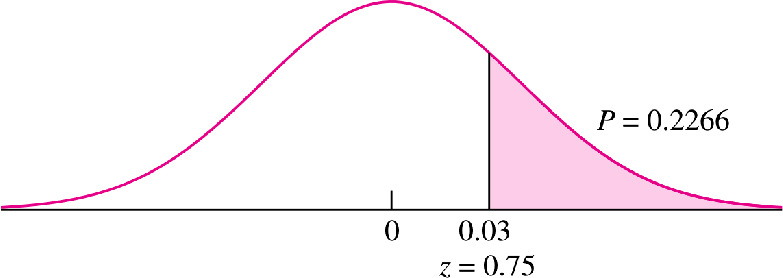 P = 0.2266
0 0.03
z = 0.75